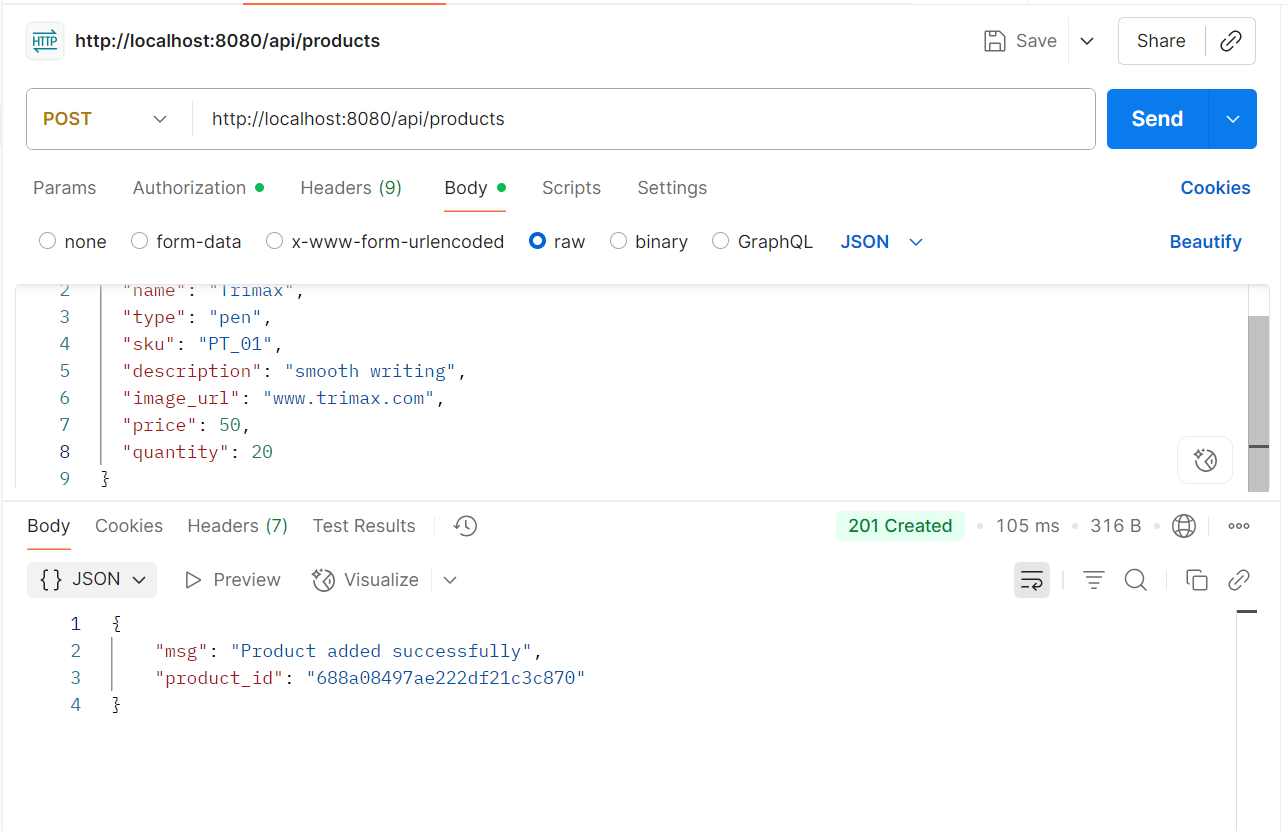 HTTP http://localhost:8080/api/products Save Share
POST http://localhost:8080/api/products Send
Params Authorization Headers (9) Body Scripts Settings Cookies
none form-data x-www-form-urlencoded raw binary GraphQL JSON Beautify
2 "name": "Trimax",
3 "type": "pen",
4 "sku": "PT_01",
5 "description": "smooth writing",
6 "image_url": "www.trimax.com",
7 "price": 50,
8 "quantity": 20
9 }
Body Cookies Headers (7) Test Results 201 Created 105 ms 316 B
{} JSON Preview Visualize
1 {
2 "msg": "Product added successfully",
3 "product_id": "688a08497ae222df21c3c870"
4 }